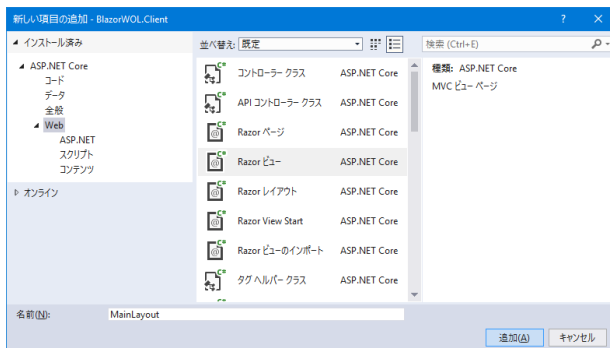 新しい項目の追加 - BlazorWOL.Client
インストール済み
並べ替え: 既定
検索 (Ctrl+E)
ASP.NET Core
コード
データ
全般
Web
ASP.NET
スクリプト
コンテンツ
オンライン
コントローラー クラス ASP.NET Core
API コントローラー クラス ASP.NET Core
Razor ページ ASP.NET Core
Razor ビュー ASP.NET Core
Razor レイアウト ASP.NET Core
Razor View Start ASP.NET Core
Razor ビューのインポート ASP.NET Core
タグ ヘルパー クラス ASP.NET Core
種類: ASP.NET Core
MVC ビュー ページ
名前(N): MainLayout
追加(A) キャンセル